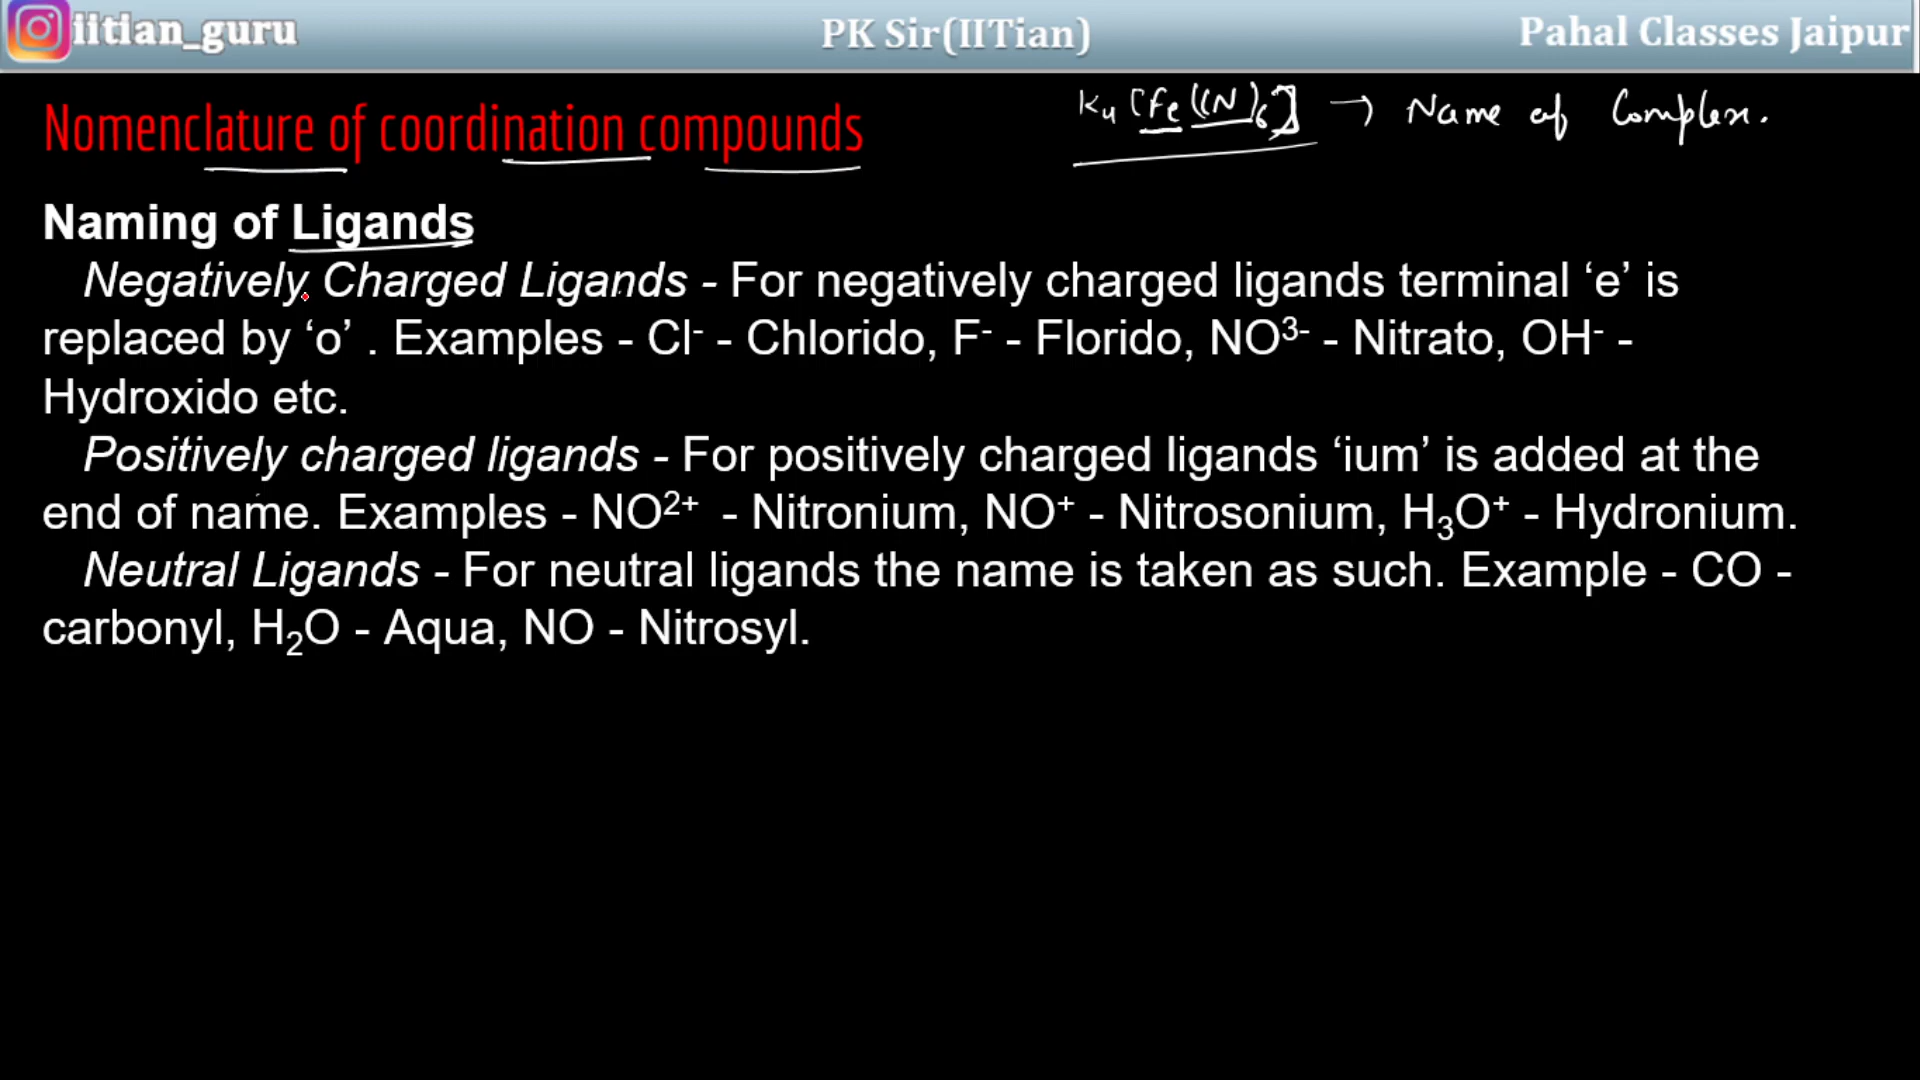 iitian_guru PK Sir(IITian) Pahal Classes Jaipur
Nomenclature of coordination compounds K₄[Fe(CN)₆] → Name of Complex.
Naming of Ligands
Negatively Charged Ligands - For negatively charged ligands terminal ‘e’ is
replaced by ‘o’ . Examples - Cl⁻ - Chlorido, F⁻ - Florido, NO³⁻ - Nitrato, OH⁻ -
Hydroxido etc.
Positively charged ligands - For positively charged ligands ‘ium’ is added at the
end of name. Examples - NO²⁺ - Nitronium, NO⁺ - Nitrosonium, H₃O⁺ - Hydronium.
Neutral Ligands - For neutral ligands the name is taken as such. Example - CO -
carbonyl, H₂O - Aqua, NO - Nitrosyl.